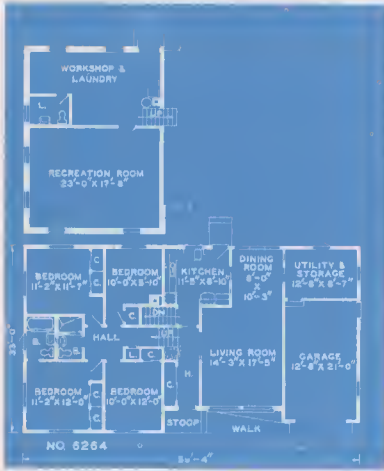 WORKSHOP &
LAUNDRY
L.
UP
RECREATION ROOM
23'-0" X 17'-8"
BEDROOM
11'-2" X 11'-7"
C.
C.
BEDROOM
10'-0" X 8'-10"
KITCHEN
11'-5" X 8'-10"
DINING
ROOM
8'-0"
X
10'-3"
UTILITY &
STORAGE
12'-8" X 8'-7"
C.
DN
UP
B.
B.
HALL
L.
C.
H.
LIVING ROOM
14'-3" X 17'-5"
GARAGE
12'-8" X 21'-0"
BEDROOM
11'-2" X 12'-0"
C.
C.
BEDROOM
10'-0" X 12'-0"
C.
STOOP
WALK
NO. 6264